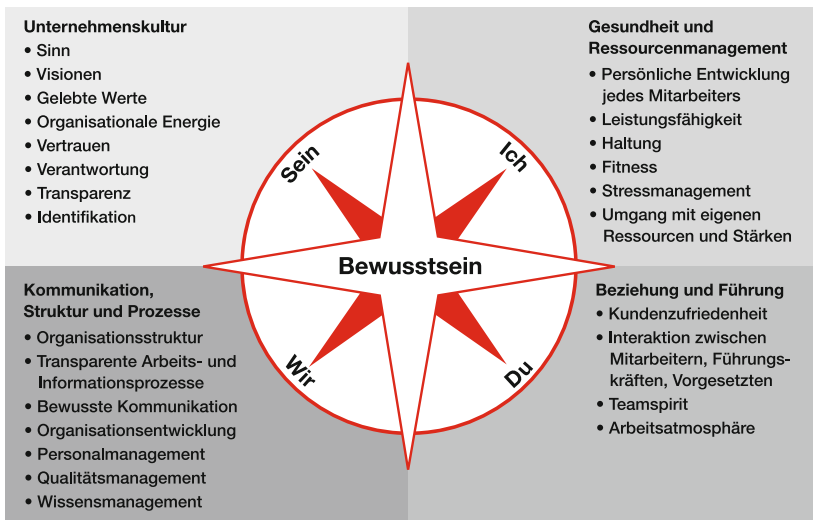 Unternehmenskultur
• Sinn
• Visionen
• Gelebte Werte
• Organisationale Energie
• Vertrauen
• Verantwortung
• Transparenz
• Identifikation
Gesundheit und
Ressourcenmanagement
• Persönliche Entwicklung
jedes Mitarbeiters
• Leistungsfähigkeit
• Haltung
• Fitness
• Stressmanagement
• Umgang mit eigenen
Ressourcen und Stärken
Sein
Ich
Bewusstsein
Wir
Du
Kommunikation,
Struktur und Prozesse
• Organisationsstruktur
• Transparente Arbeits- und
Informationsprozesse
• Bewusste Kommunikation
• Organisationsentwicklung
• Personalmanagement
• Qualitätsmanagement
• Wissensmanagement
Beziehung und Führung
• Kundenzufriedenheit
• Interaktion zwischen
Mitarbeitern, Führungs-
kräften, Vorgesetzten
• Teamspirit
• Arbeitsatmosphäre